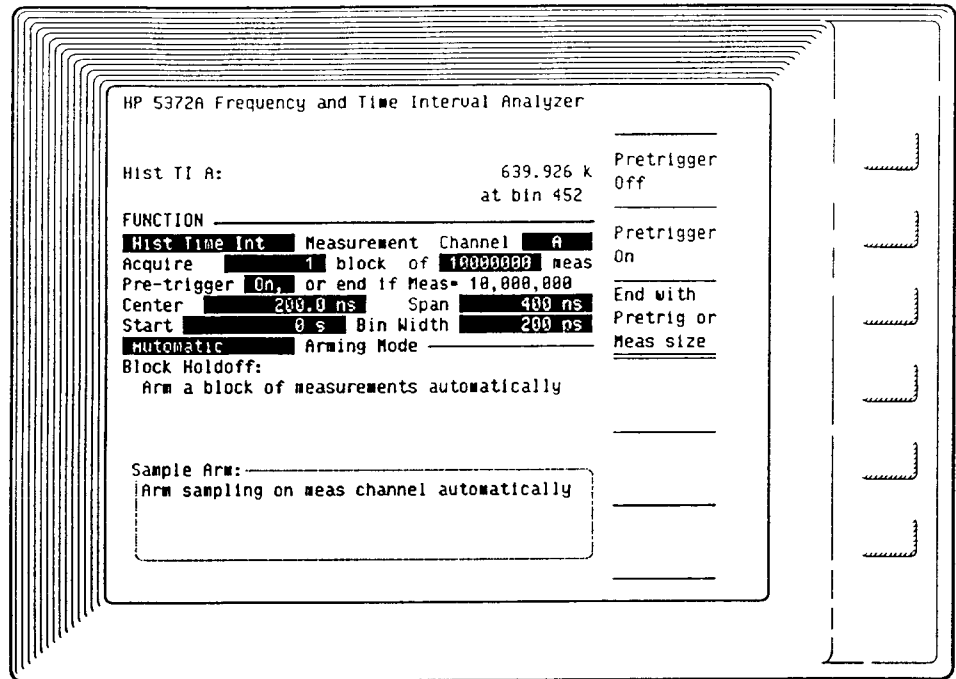 HP 5372A Frequency and Time Interval Analyzer
Hist TI A: 639.926 k
at bin 452
FUNCTION
Hist Time Int Measurement Channel A
Acquire 1 block of 10000000 meas
Pre-trigger On, or end if Meas= 10,000,000
Center 200.0 ns Span 400 ns
Start 0 s Bin Width 200 ps
Automatic Arming Mode
Block Holdoff:
Arm a block of measurements automatically
Sample Arm:
Arm sampling on meas channel automatically
Pretrigger
Off
Pretrigger
On
End with
Pretrig or
Meas size